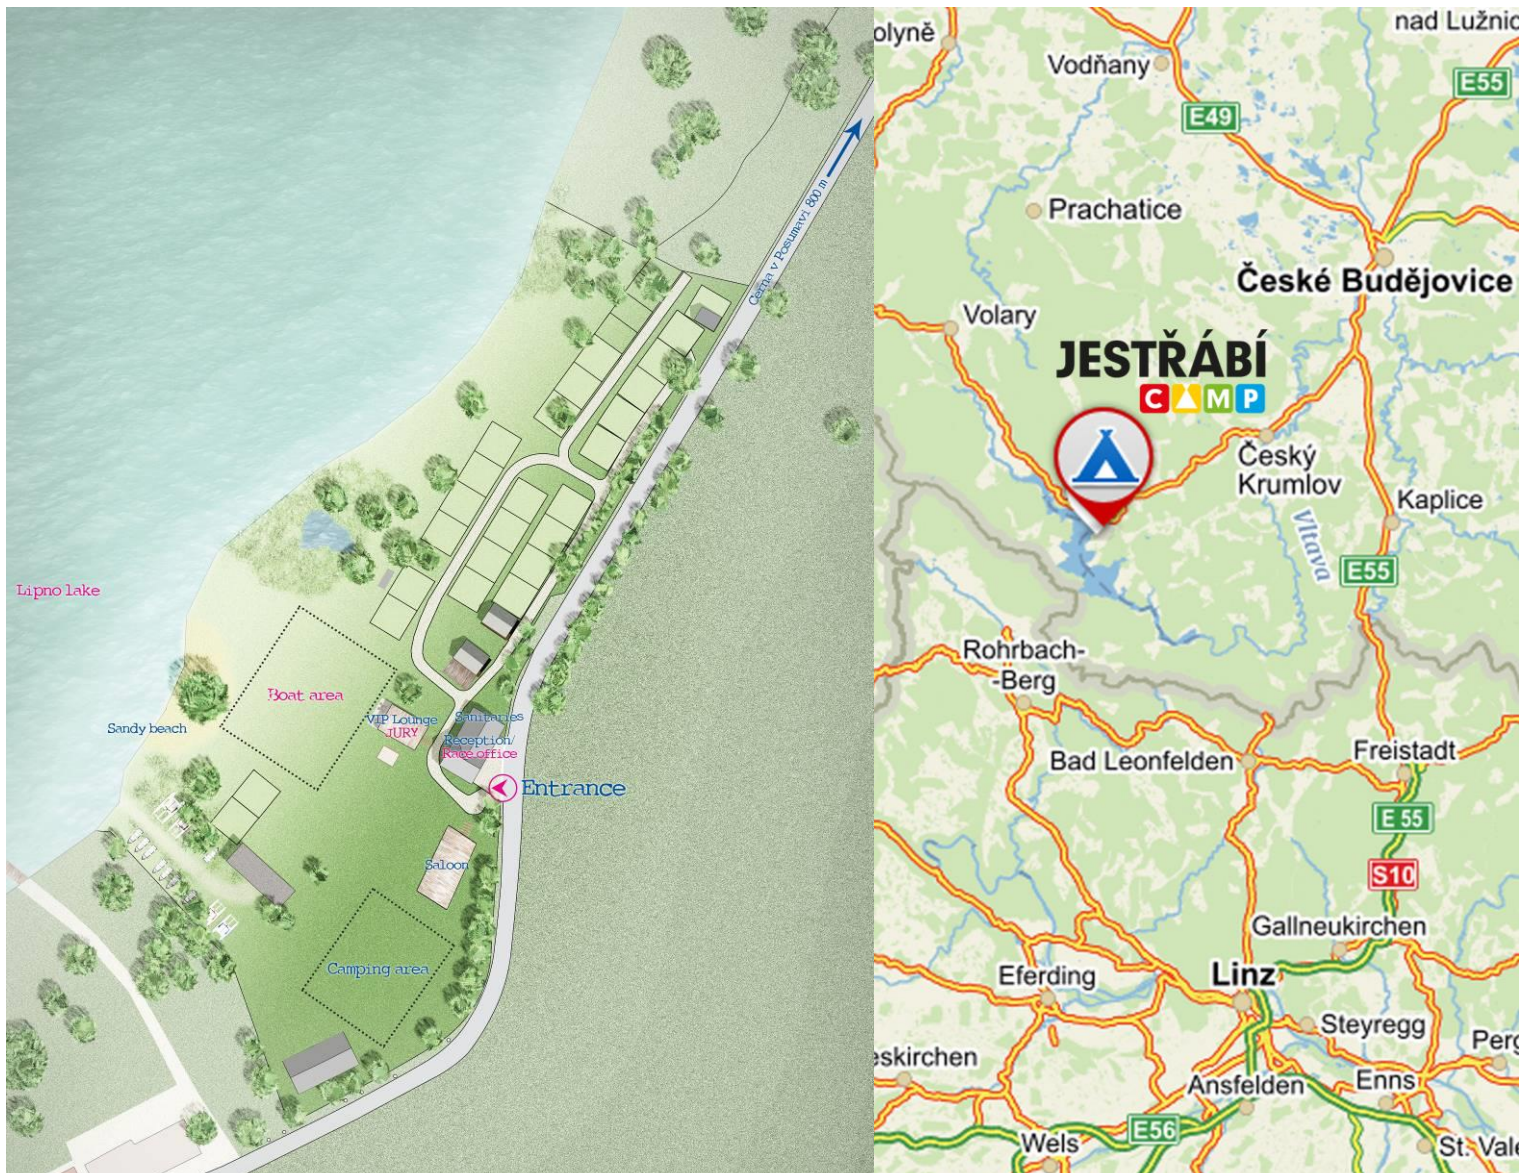 Černa v Posumavi 800 m
Lipno lake
Boat area
Sandy beach
VIP Lounge
JURY
Sanitaries
Reception/
Race office
Entrance
Saloon
Camping area
nad Lužnic
olyně
Vodňany
E55
E49
Prachatice
České Budějovice
Volary
JESTŘÁBÍ
CAMP
Český
Krumlov
Kaplice
Vltava
E55
Rohrbach-
-Berg
Bad Leonfelden
Freistadt
E 55
S10
Gallneukirchen
Eferding
Linz
Steyregg
Perg
eskirchen
Ansfelden
Enns
E56
Wels
St. Vale